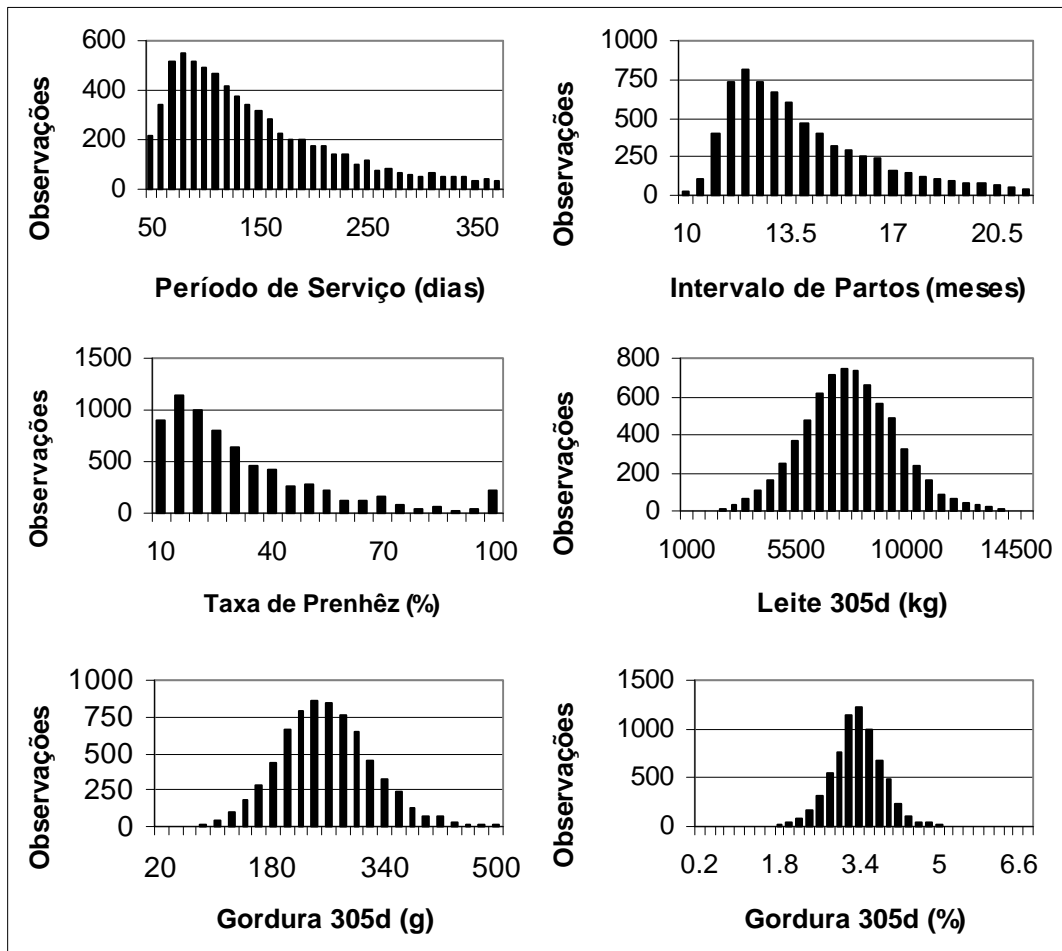 600
400
200
0
Observações
50 150 250 350
Período de Serviço (dias)
1000
750
500
250
0
Observações
10 13.5 17 20.5
Intervalo de Partos (meses)
1500
1000
500
0
Observações
10 40 70 100
Taxa de Prenhêz (%)
800
600
400
200
0
Observações
1000 5500 10000 14500
Leite 305d (kg)
1000
750
500
250
0
Observações
20 180 340 500
Gordura 305d (g)
1500
1000
500
0
Observações
0.2 1.8 3.4 5 6.6
Gordura 305d (%)